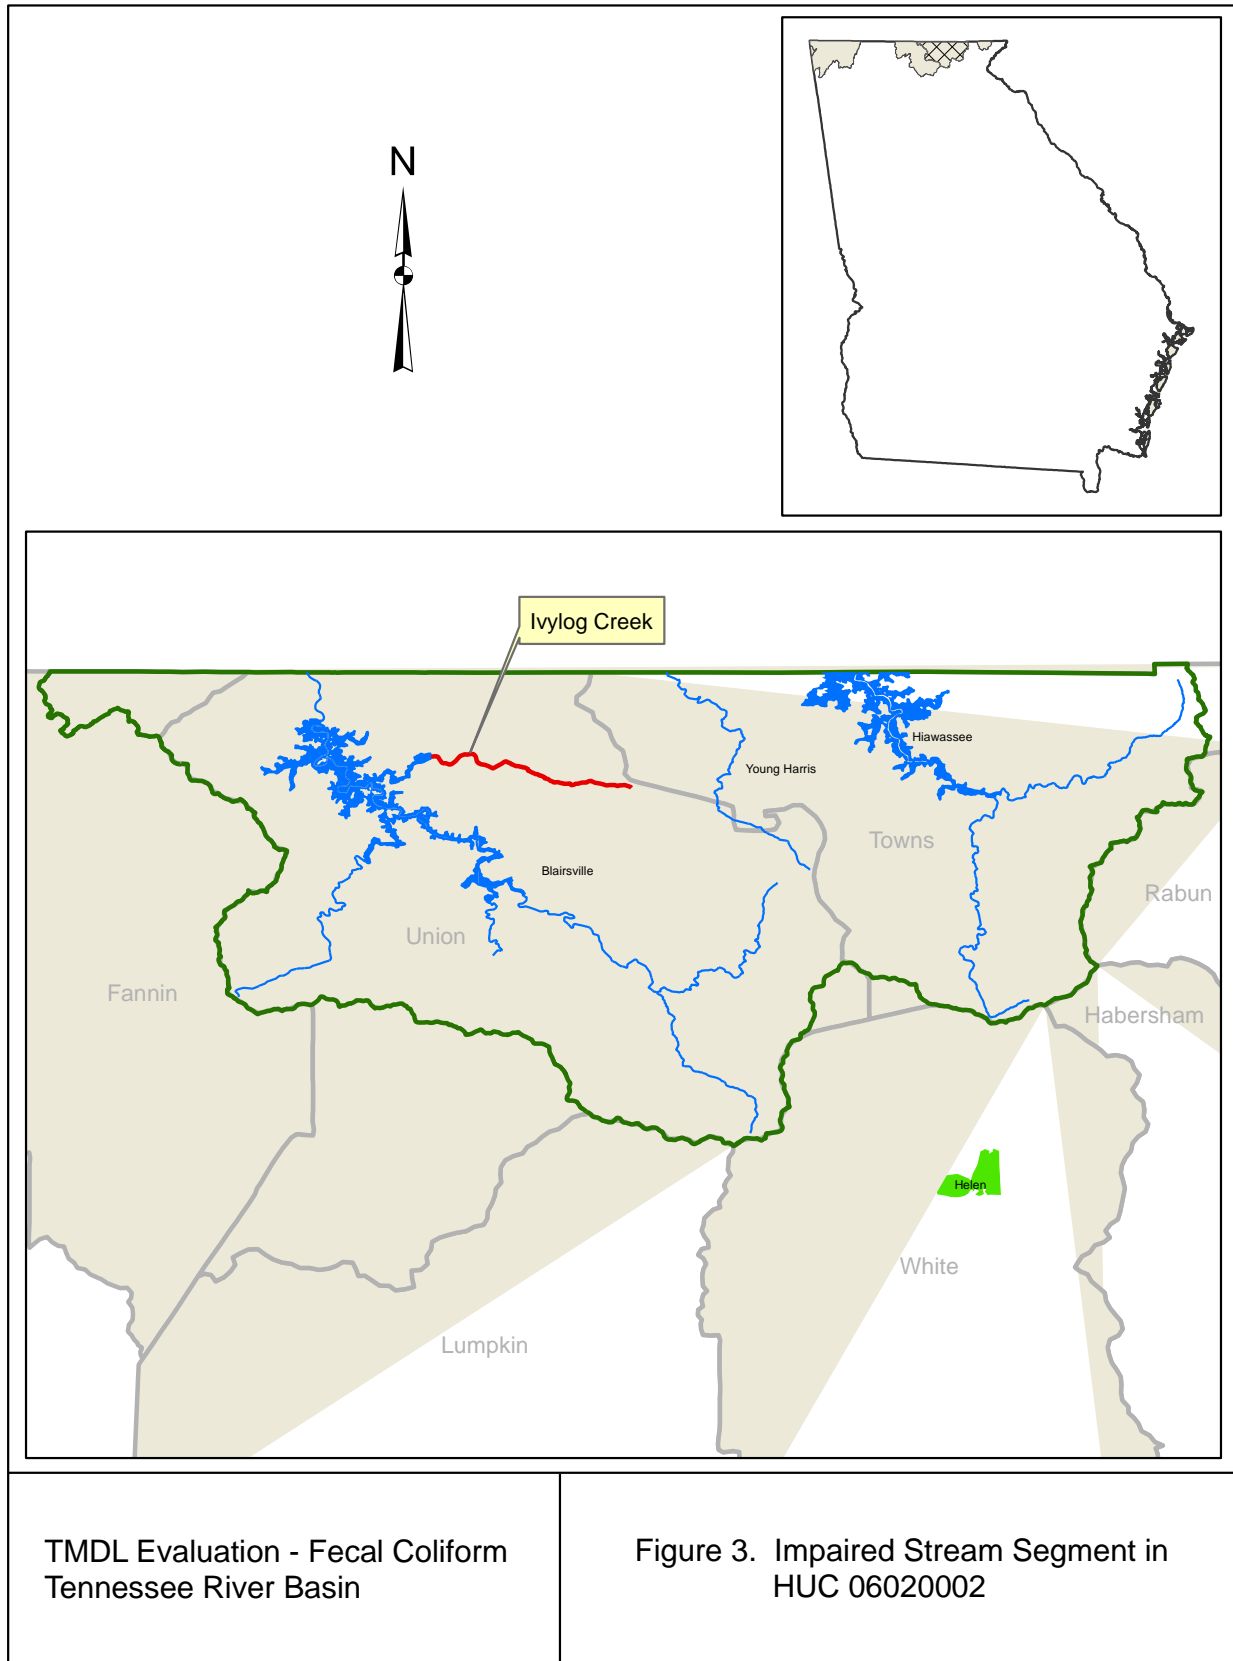 N
Ivylog Creek
Hiawassee
Young Harris
Towns
Blairsville
Rabun
Union
Fannin
Habersham
Helen
White
Lumpkin
TMDL Evaluation - Fecal Coliform
Tennessee River Basin
Figure 3.  Impaired Stream Segment in
HUC 06020002